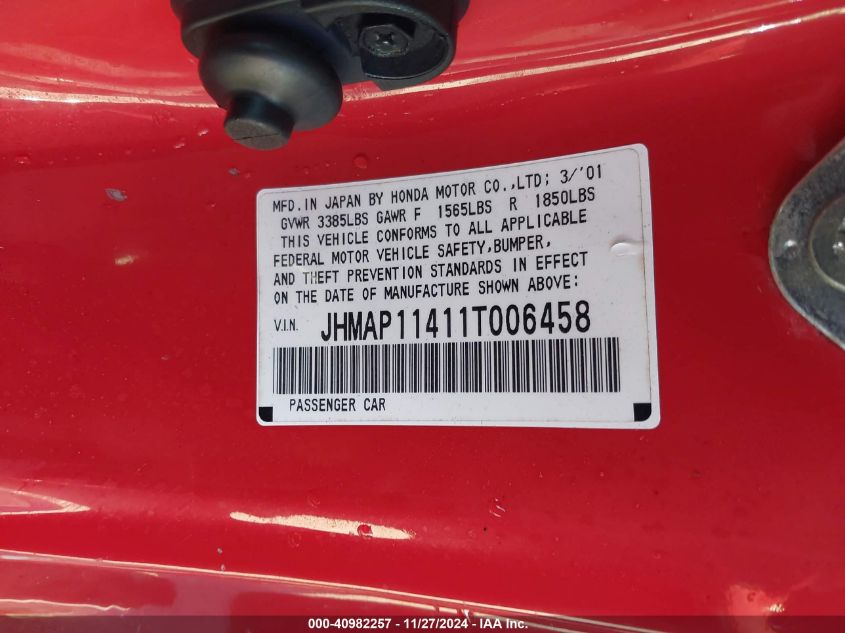 MFD.IN JAPAN BY HONDA MOTOR CO.,LTD; 3/'01
GVWR 3385LBS GAWR F 1565LBS R 1850LBS
THIS VEHICLE CONFORMS TO ALL APPLICABLE
FEDERAL MOTOR VEHICLE SAFETY,BUMPER,
AND THEFT PREVENTION STANDARDS IN EFFECT
ON THE DATE OF MANUFACTURE SHOWN ABOVE:
V.I.N. JHMAP11411T006458
PASSENGER CAR
000-40982257 - 11/27/2024 - IAAI.com